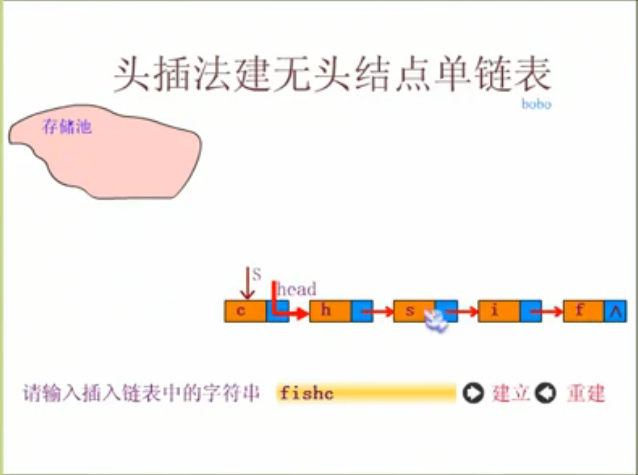 头插法建无头结点单链表
bobo
存储池
S
head
c h s i f ∧
请输入插入链表中的字符串 fishc 建立 重建